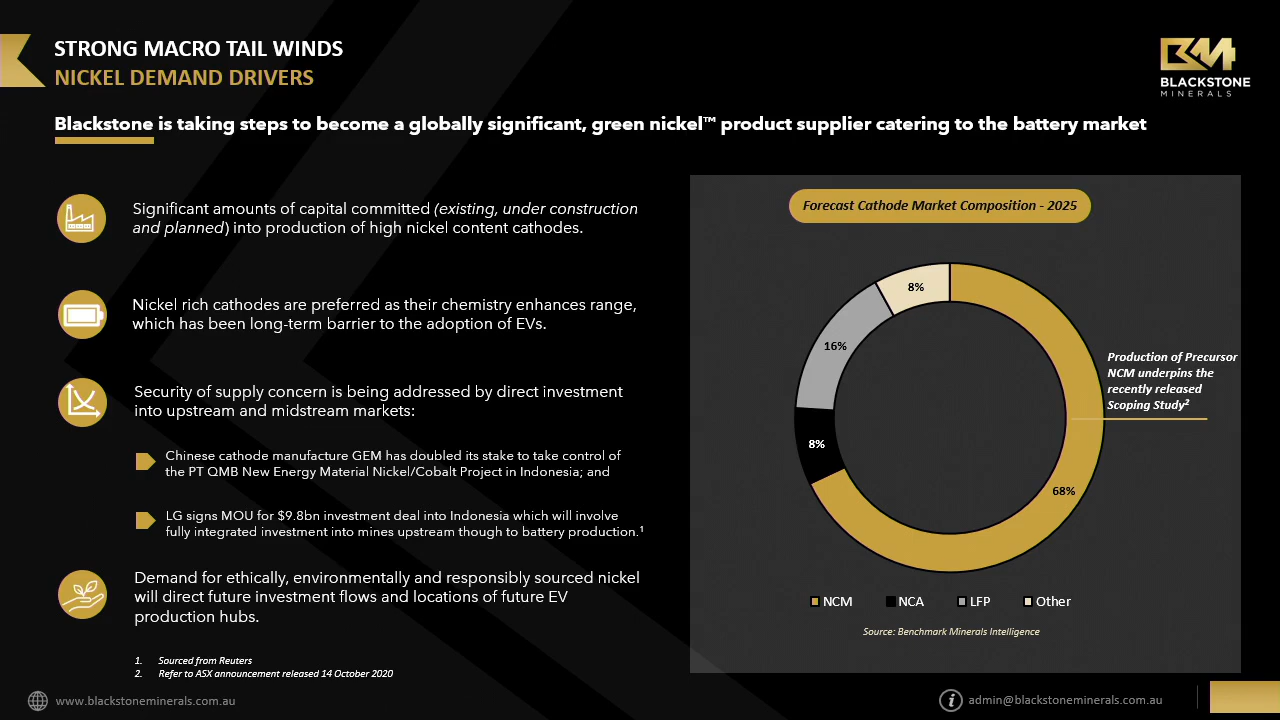 STRONG MACRO TAIL WINDS
NICKEL DEMAND DRIVERS
BLACKSTONE
MINERALS
Blackstone is taking steps to become a globally significant, green nickel™ product supplier catering to the battery market
Significant amounts of capital committed (existing, under construction
and planned) into production of high nickel content cathodes.
Nickel rich cathodes are preferred as their chemistry enhances range,
which has been long-term barrier to the adoption of EVs.
Security of supply concern is being addressed by direct investment
into upstream and midstream markets:
Chinese cathode manufacture GEM has doubled its stake to take control of
the PT QMB New Energy Material Nickel/Cobalt Project in Indonesia; and
LG signs MOU for $9.8bn investment deal into Indonesia which will involve
fully integrated investment into mines upstream though to battery production.¹
Demand for ethically, environmentally and responsibly sourced nickel
will direct future investment flows and locations of future EV
production hubs.
1. Sourced from Reuters
2. Refer to ASX announcement released 14 October 2020
Forecast Cathode Market Composition - 2025
8%
16%
8%
68%
Production of Precursor
NCM underpins the
recently released
Scoping Study²
NCM NCA LFP Other
Source: Benchmark Minerals Intelligence
www.blackstoneminerals.com.au
admin@blackstoneminerals.com.au